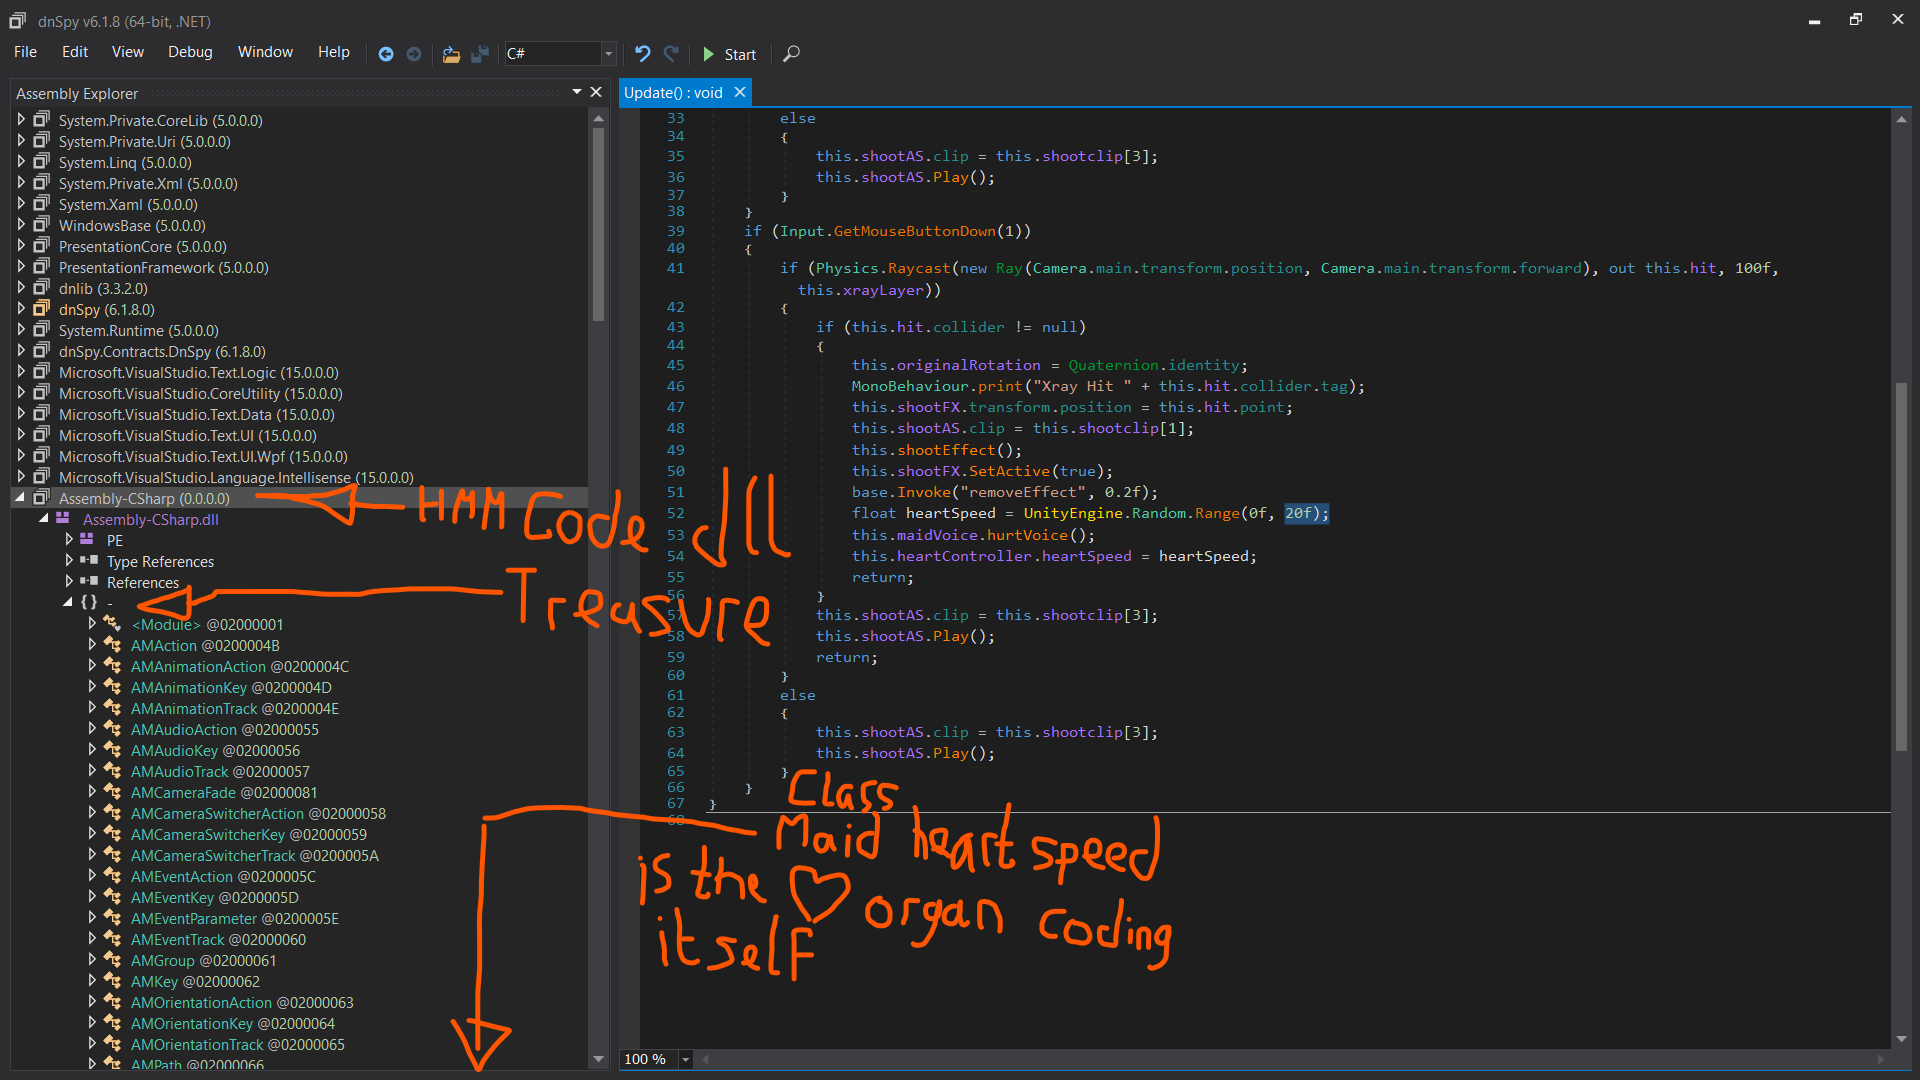 dnSpy v6.1.8 (64-bit, .NET)
File Edit View Debug Window Help C# Start
Assembly Explorer
System.Private.CoreLib (5.0.0.0)
System.Private.Uri (5.0.0.0)
System.Linq (5.0.0.0)
System.Private.Xml (5.0.0.0)
System.Xaml (5.0.0.0)
WindowsBase (5.0.0.0)
PresentationCore (5.0.0.0)
PresentationFramework (5.0.0.0)
dnlib (3.3.2.0)
dnSpy (6.1.8.0)
System.Runtime (5.0.0.0)
dnSpy.Contracts.DnSpy (6.1.8.0)
Microsoft.VisualStudio.Text.Logic (15.0.0.0)
Microsoft.VisualStudio.CoreUtility (15.0.0.0)
Microsoft.VisualStudio.Text.Data (15.0.0.0)
Microsoft.VisualStudio.Text.UI (15.0.0.0)
Microsoft.VisualStudio.Text.UI.Wpf (15.0.0.0)
Microsoft.VisualStudio.Language.Intellisense (15.0.0.0)
Assembly-CSharp (0.0.0.0)
Assembly-CSharp.dll
PE
Type References
References
{} -
<Module> @02000001
AMAction @0200004B
AMAnimationAction @0200004C
AMAnimationKey @0200004D
AMAnimationTrack @0200004E
AMAudioAction @02000055
AMAudioKey @02000056
AMAudioTrack @02000057
AMCameraFade @02000081
AMCameraSwitcherAction @02000058
AMCameraSwitcherKey @02000059
AMCameraSwitcherTrack @0200005A
AMEventAction @0200005C
AMEventKey @0200005D
AMEventParameter @0200005E
AMEventTrack @02000060
AMGroup @02000061
AMKey @02000062
AMOrientationAction @02000063
AMOrientationKey @02000064
AMOrientationTrack @02000065
AMPath @02000066
HMM Code dll
Treasure
Update() : void
33 else
34 {
35 this.shootAS.clip = this.shootclip[3];
36 this.shootAS.Play();
37 }
38 }
39 if (Input.GetMouseButtonDown(1))
40 {
41 if (Physics.Raycast(new Ray(Camera.main.transform.position, Camera.main.transform.forward), out this.hit, 100f,
this.xrayLayer))
42 {
43 if (this.hit.collider != null)
44 {
45 this.originalRotation = Quaternion.identity;
46 MonoBehaviour.print("Xray Hit " + this.hit.collider.tag);
47 this.shootFX.transform.position = this.hit.point;
48 this.shootAS.clip = this.shootclip[1];
49 this.shootEffect();
50 this.shootFX.SetActive(true);
51 base.Invoke("removeEffect", 0.2f);
52 float heartSpeed = UnityEngine.Random.Range(0f, 20f);
53 this.maidVoice.hurtVoice();
54 this.heartController.heartSpeed = heartSpeed;
55 return;
56 }
57 this.shootAS.clip = this.shootclip[3];
58 this.shootAS.Play();
59 return;
60 }
61 else
62 {
63 this.shootAS.clip = this.shootclip[3];
64 this.shootAS.Play();
65 }
66 }
67 }
68
Class
Maid heart speed
is the organ coding
itself
100 %